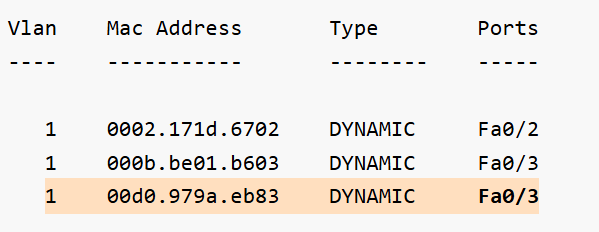 Vlan    Mac Address       Type        Ports
----    -----------       --------    -----
   1    0002.171d.6702    DYNAMIC     Fa0/2
   1    000b.be01.b603    DYNAMIC     Fa0/3
   1    00d0.979a.eb83    DYNAMIC     Fa0/3